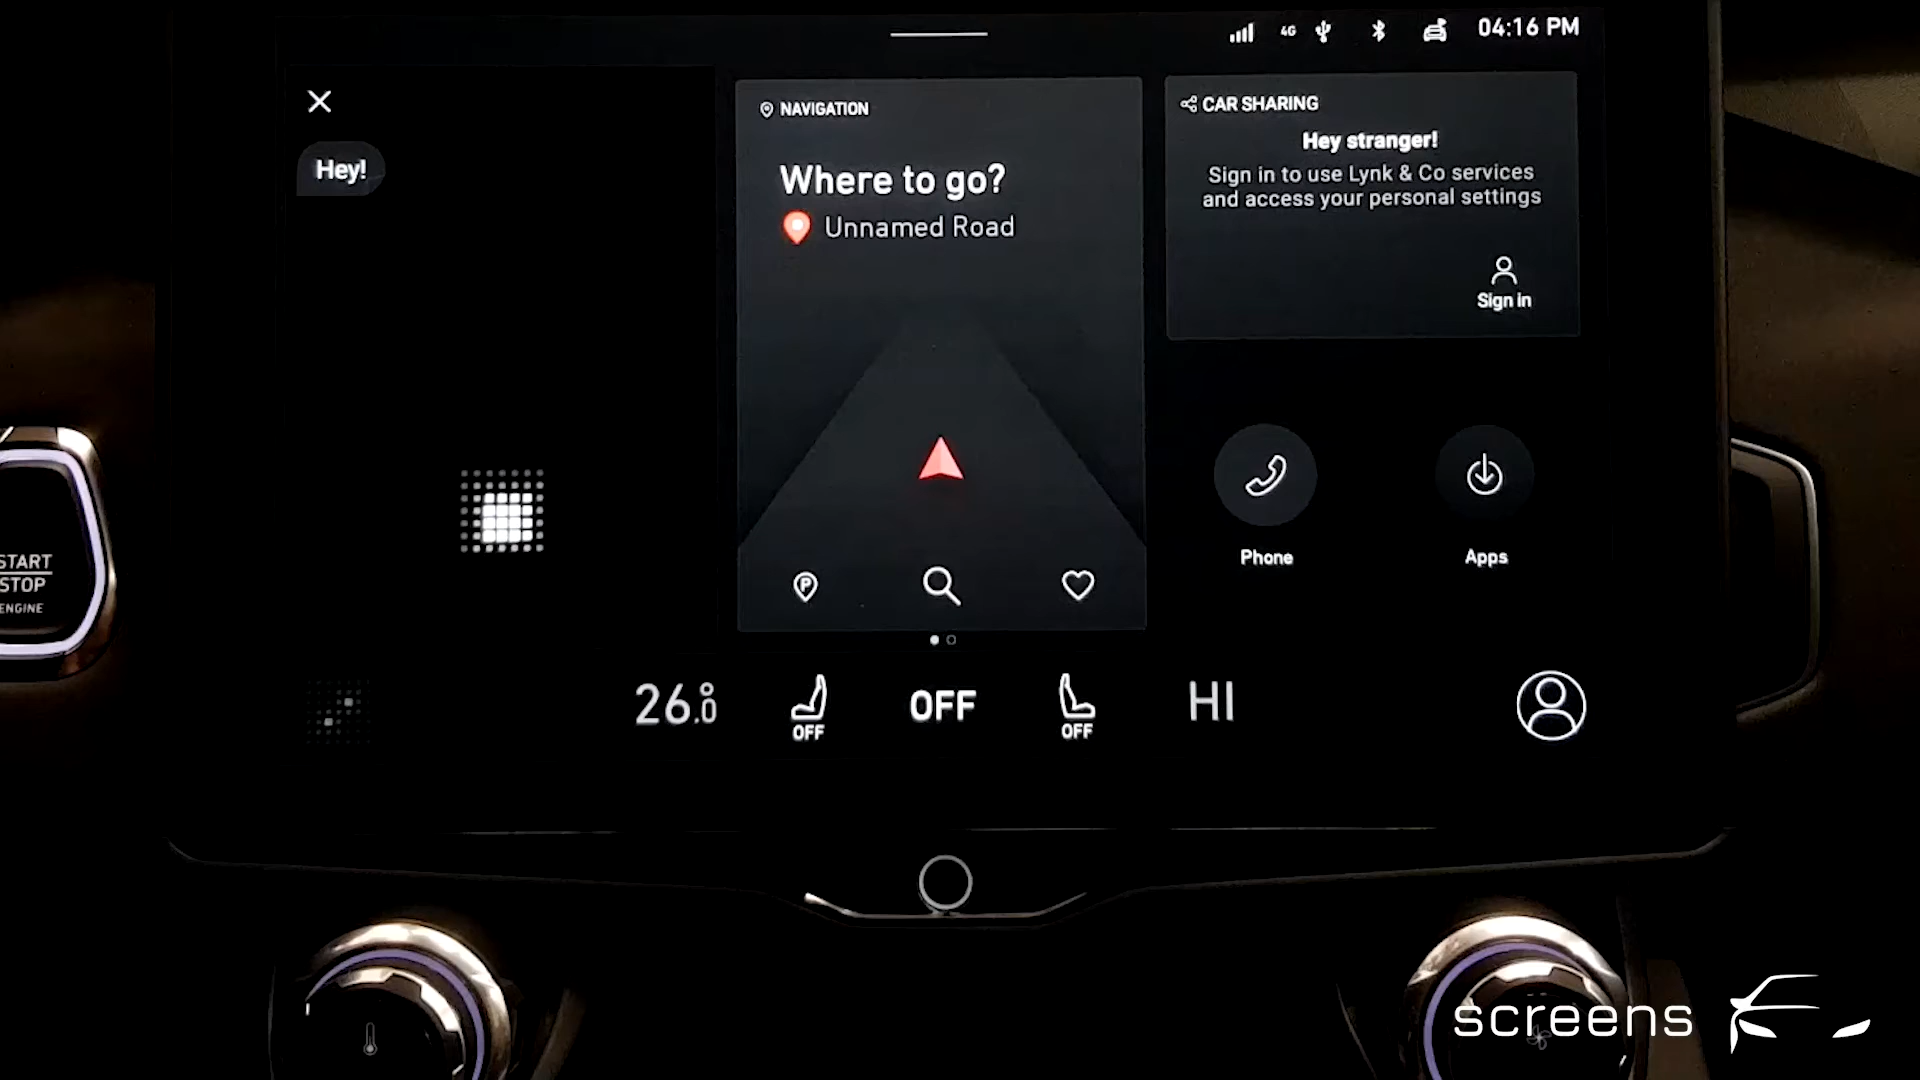 4G
04:16 PM
Hey!
NAVIGATION
Where to go?
Unnamed Road
P
CAR SHARING
Hey stranger!
Sign in to use Lynk & Co services
and access your personal settings
Sign in
Phone
Apps
START
STOP
ENGINE
26.0
OFF
OFF
OFF
HI
screens